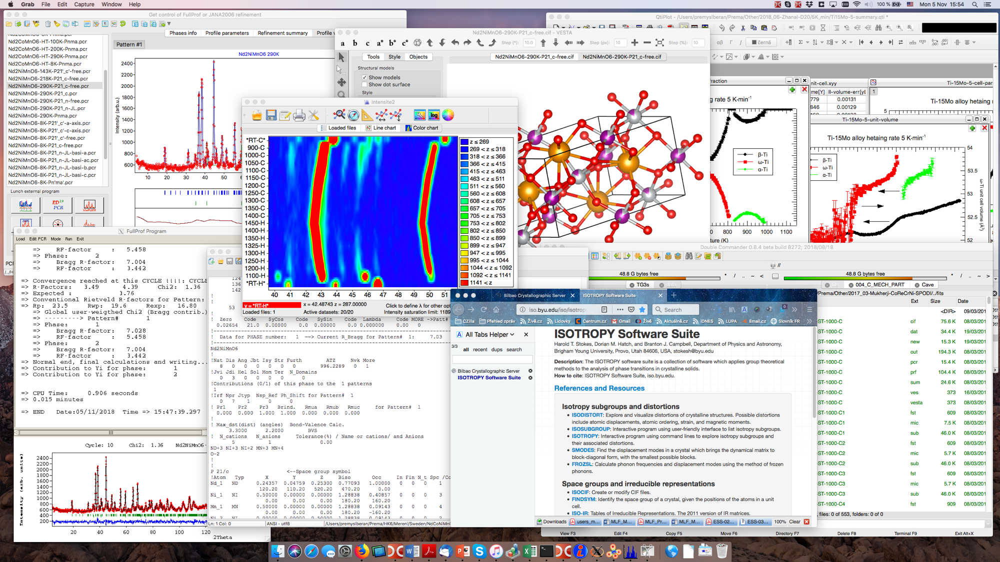 Grab File Edit Capture Window Help
100 % Mon 5 Nov 15:54
Get control of FullProf or JANA2006 refinement
Phases info Profile parameters Refinement summary
Pattern #1
Nd2CoMnO6-HT-100K-Pnma.pcr
Nd2CoMnO6-HT-200K-Pnma.pcr
Nd2CoMnO6-HT-300K-Pnma.pcr
Nd2CoMnO6-HT-8K-Pnma.pcr
Nd2NiMnO6-143K-P21'_c'-free.pcr
Nd2NiMnO6-218K-P21_c-free.pcr
Nd2NiMnO6-290K-P21_c-free.pcr
Nd2NiMnO6-290K-P21_c.pcr
Nd2NiMnO6-290K-P21_n-free.pcr
Nd2NiMnO6-290K-P21_n-JL.pcr
Nd2NiMnO6-290K-Pnma.pcr
Nd2NiMnO6-8K-P21'_c'-a-axis.pcr
Nd2NiMnO6-8K-P21'_c'-c-axis.pcr
Nd2NiMnO6-8K-P21'_c'-free.pcr
Nd2NiMnO6-8K-P21_c-free.pcr
Nd2NiMnO6-8K-P21_n-JL-basi-a.pcr
Nd2NiMnO6-8K-P21_n-JL-basi-ac.pcr
Nd2NiMnO6-8K-P21_n-JL-basi-b.pcr
Nd2NiMnO6-8K-P21_n-JL-basi-c.pcr
Nd2NiMnO6-8K-Pn'ma'.pcr
Lunch external program
FullProf ED PCR WinPLOTR
Nd2NiMnO6 290K
Intensity (arb.u.)
2400
2200
2000
1800
1600
1400
1200
1000
800
600
10 20 30 40 50
Nd2NiMnO6-290K-P21_c-free.cif - VESTA
a b c a* b* c* Step (°): 10.0 Step (px): 10 Step (%): 10
Tools Style Objects
Nd2NiMnO6-290K-P21_c-free.cif Nd2NiMnO6-290K-P21_c-free.cif
Structural models
Show models
Show dot surface
Style
QtiPlot - /Users/premyslberan/Prema/Other/2018_06-Zhanal-D20/5K_min/Ti15Mo-5-summary.qti *
černá
g rate 5 K·min-1
β-Ti
ω-Ti
α-Ti
800 900 1000 1100
ture (K)
nit-cell.xyy
me[Y] ll-volume-err[yE
779 0.00131
846 0.00129
Ti-15Mo-5-cell-par
Ti-15Mo alloy hetaing r
Ti-15Mo-5-unit-volume
Ti-15Mo alloy hetaing rate 5 K·min-1
β-Ti
ω-Ti
α-Ti
54
53.5
53
52.5
52
ω-Ti unit cell volume (Å3)
Intensite2
Loaded files Line chart Color chart
*RT-C*
900-C
1000-C
1050-C
1100-C
1150-C
1200-C
1250-C
1300-C
1350-C
1400-C
1450-H
1400-H
1350-H
1325-H
1300-H
1250-H
1200-H
1100-H
*RT-H*
40 41 42 43 44 45 46 47 48 49 50 51
z ≤ 269
269 < z ≤ 318
318 < z ≤ 366
366 < z ≤ 415
415 < z ≤ 463
463 < z ≤ 511
511 < z ≤ 560
560 < z ≤ 608
608 < z ≤ 657
657 < z ≤ 705
705 < z ≤ 753
753 < z ≤ 802
802 < z ≤ 850
850 < z ≤ 899
899 < z ≤ 947
947 < z ≤ 995
995 < z ≤ 1044
1044 < z ≤ 1092
1092 < z ≤ 1141
1141 < z
y = *RT-H* x = 42.48743 z = 287.00000 Click to define λ for other opt
Loaded files: 1 Active datasets: 20/20 Intensity saturation limit: 1189
FullProf Program
Load Edit PCR Mode Run Exit
=> RF-factor : 5.458
=> Phase: 2
=> Bragg R-factor: 7.004
=> RF-factor : 3.442
=> Convergence reached at this CYCLE !!!!: CYCLE
=> R-Factors: 3.49 4.39 Chi2: 1.36
=> Expected : 3.76
=> Conventional Rietveld R-factors for Pattern:
=> Rp: 23.5 Rwp: 19.6 Rexp: 16.80
=> Global user-weigthed Chi2 (Bragg contrib.)
=> ---------> Pattern# 1
=> Phase: 1
=> Bragg R-factor: 7.028
=> RF-factor : 5.458
=> Phase: 2
=> Bragg R-factor: 7.004
=> RF-factor : 3.442
=> Normal end, final calculations and writing...
=> Contribution to Yi for phase: 1
=> Contribution to Yi for phase: 2
=> CPU Time: 0.906 seconds
=> 0.015 minutes
=> END Date:05/11/2018 Time => 15:47:39.297
Cycle: 10 Chi2: 1.36 Nd2NiMnO6-
Intensity (arb. units)
2400
2200
2000
1800
1600
1400
1200
1000
800
600
400
200
20 40 60 80 100 120
2Theta
124
136
142
53
! Zero Code SyCos Code SySin Code Lambda Code MORE ->Patt#
0.02654 21.0 0.00000 0.0 0.00000 0.0 0.000000 0.00 0
! Data for PHASE number: 1 ==> Current R_Bragg for Pattern# 1: 7.03
Nd2NiMnO6
!Nat Dis Ang Jbt Isy Str Furth ATZ Nvk More
8 0 0 0 0 0 0 996.2289 0 1
!Jvi Jdi Hel Sol Mom Ter N_Domains
0 3 0 0 0 0 0
!Contributions (0/1) of this phase to the 1 patterns
1
!Irf Npr Jtyp Nsp_Ref Ph_Shift for Pattern# 1
0 7 1 0 0
! Pr1 Pr2 Pr3 Brind. Rmua Rmub Rmuc for Pattern# 1
0.000 0.000 1.000 1.000 0.000 0.000 0.000
! Max_dst(dist) (angles) Bond-Valence Calc.
3.3000 2.2000 BVS
! N_cations N_anions Tolerance(%) / Name or cations/ and Anions
5 1 0.00
ND+3 NI+3 NI+2 MN+3 MN+4
O-2
P 21/c <--Space group symbol
!Atom Typ X Y Z Biso Occ In Fin N_t Spc /Co
Nd_1 ND 0.24357 0.04759 0.25300 0.77093 1.00000 0 0 0 1
120.20 110.20 520.20 470.20 0.00
Ni_1 NI 0.50000 0.00000 0.00000 1.28838 0.40857 0 0 0 3
0.00 0.00 0.00 180.20 160.20
Mn_1 MN 0.50000 0.00000 0.00000 1.28838 0.09143 0 0 0 4
0.00 0.00 0.00 180.20 -160.20
Ln: 1 Col: 0 ANSI - utf8 /Users/premyslberan/Prema/HK6/Mereni/Sweden/NdCoNiMnO
Double Commander 0.8.4 beta build 8272; 2018/08/18
//
48.8 G bytes free * / .. ~ < 48.8 G bytes free * / .. ~ >
TG3s data fits 004_C_MECH_PART Cave
Prema/Other/2017_03-Mukherji-CoReCrNi-SPODI/../fits
Ext Size Date
<DIR> 09/03/201
ST-1000-C cif 75.6 K 08/03/201
ST-1000-C dat 34.4 K 19/03/201
ST-1000-C new 15.3 K 19/03/201
ST-1000-C out 194.3 K 08/03/201
ST-1000-C pcr 15.4 K 08/03/201
ST-1000-C prf 104.4 K 08/03/201
ST-1000-C sum 24.6 K 08/03/201
ST-1000-C ves 373 16/03/201
ST-1000-C vesta 373 08/03/201
ST-1000-C1 fst 609 08/03/201
ST-1000-C1 mic 7.5 K 08/03/201
ST-1000-C1 sub 46.0 K 08/03/201
ST-1000-C2 fst 609 08/03/201
ST-1000-C2 mic 5.7 K 08/03/201
ST-1000-C2 sub 46.0 K 08/03/201
ST-1000-C3 fst 609 08/03/201
ST-1000-C3 mic 5.7 K 08/03/201
ST-1000-C3 sub 46.0 K 08/03/201
ST-1000-C4 fst 909 08/03/201
, files: 0 of 553, folders: 0 of 0
View F3 Edit F4 Copy F5 Move F6 Directory F7 Delete F8 Terminal F9 Exit Alt+X
Bilbao Crystallographic Server ISOTROPY Software Suite
iso.byu.edu/iso/isotrop Search
CZilla Přehled zpráv Živě.cz Lidovky Centrum.cz Gmail Živě Aktuálně.cz iDNES LUPA Email.cz Slovník FR
All Tabs Helper
3/3
all recent dups search
Bilbao Crystallographic Server
ISOTROPY Software Suite
ISOTROPY Software Suite
Harold T. Stokes, Dorian M. Hatch, and Branton J. Campbell, Department of Physics and Astronomy,
Brigham Young University, Provo, Utah 84606, USA, stokesh@byu.edu
Description: The ISOTROPY software suite is a collection of software which applies group theoretical
methods to the analysis of phase transitions in crystalline solids.
How to cite: ISOTROPY Software Suite, iso.byu.edu.
References and Resources
Isotropy subgroups and distortions
ISODISTORT: Explore and visualize distortions of crystalline structures. Possible distortions
include atomic displacements, atomic ordering, strain, and magnetic moments.
ISOSUBGROUP: Interactive program using user-friendly interface to list isotropy subgroups.
ISOTROPY: Interactive program using command lines to explore isotropy subgroups and
their associated distortions.
SMODES: Find the displacement modes in a crystal which brings the dynamical matrix to
block-diagonal form, with the smallest possible blocks.
FROZSL: Calculate phonon frequencies and displacement modes using the method of frozen
phonons.
Space groups and irreducible representations
ISOCIF: Create or modify CIF files.
FINDSYM: Identify the space group of a crystal, given the positions of the atoms in a unit
cell.
ISO-IR: Tables of Irreducible Representations. The 2011 version of IR matrices.
Downloads users_m... MLF_M... MLF_Pr... MLF_M... ESS-02... ESS-03... 100% Clear